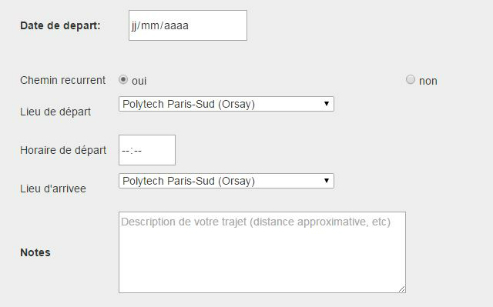 Date de depart: jj/mm/aaaa
Chemin recurrent oui non
Lieu de départ Polytech Paris-Sud (Orsay)
Horaire de départ --:--
Lieu d'arrivee Polytech Paris-Sud (Orsay)
Description de votre trajet (distance approximative, etc)
Notes